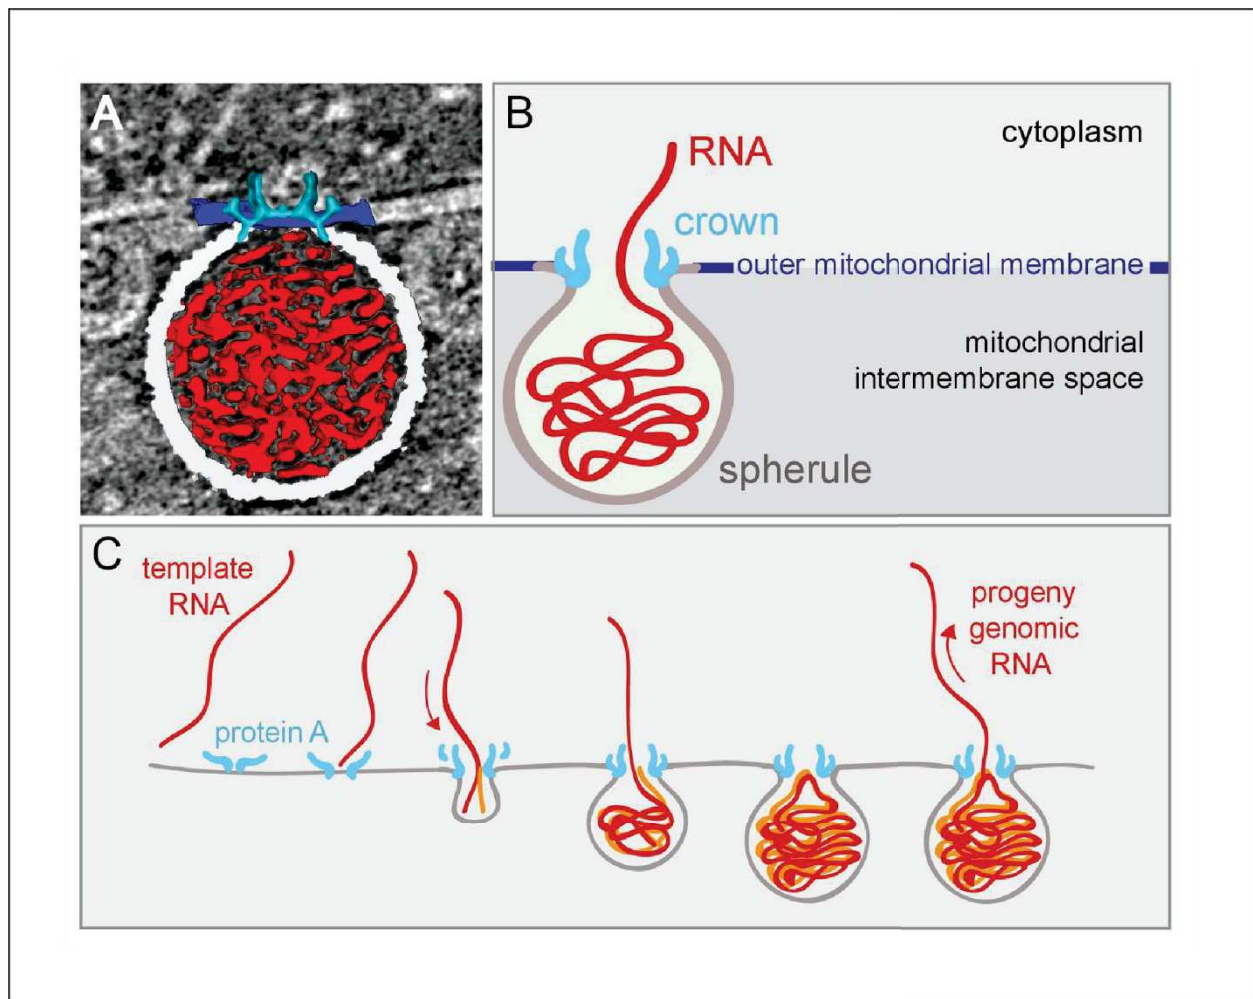 A
B
cytoplasm
RNA
crown
outer mitochondrial membrane
mitochondrial
intermembrane space
spherule
C
template
RNA
protein A
progeny
genomic
RNA